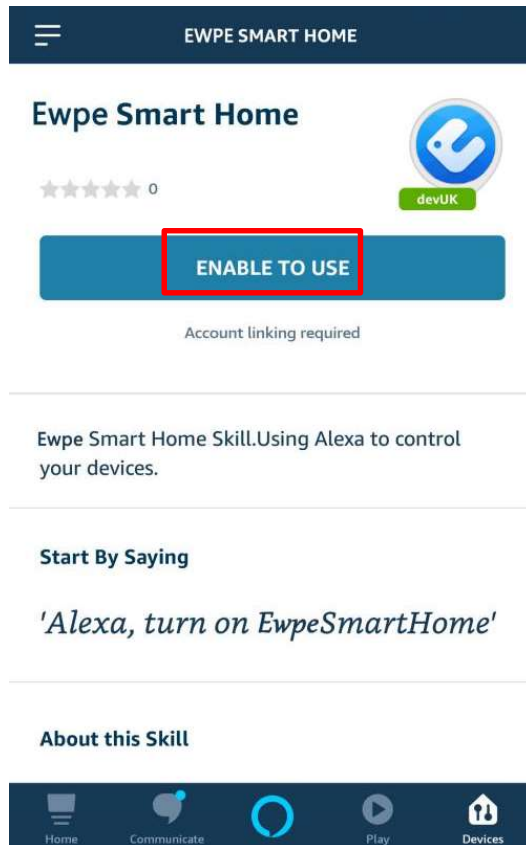 EWPE SMART HOME
Ewpe Smart Home
0
devUK
ENABLE TO USE
Account linking required
Ewpe Smart Home Skill.Using Alexa to control
your devices.
Start By Saying
'Alexa, turn on EwpeSmartHome'
About this Skill
Home Communicate Play Devices